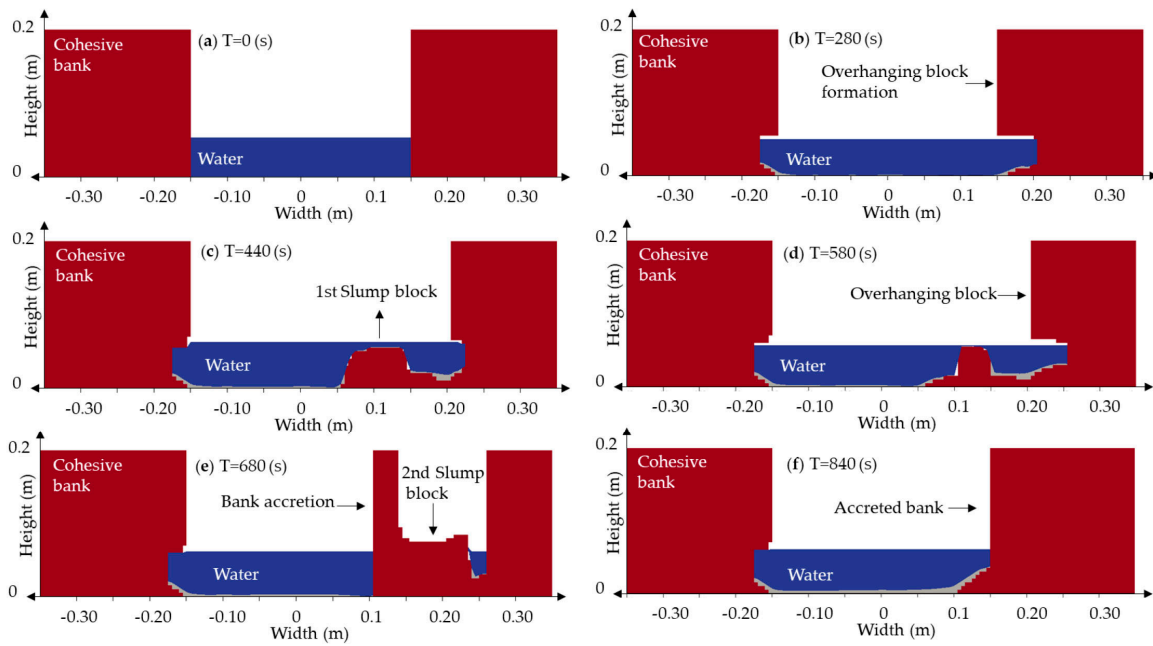 0.2
Cohesive
bank
(a) T=0 (s)
Height (m)
Water
0
-0.30 -0.20 -0.10 0 0.10 0.20 0.30
Width (m)
0.2
Cohesive
bank
(b) T=280 (s)
Overhanging block
formation
Height (m)
Water
0
-0.30 -0.20 -0.10 0 0.10 0.20 0.30
Width (m)
0.2
Cohesive
bank
(c) T=440 (s)
1st Slump block
Height (m)
Water
0
-0.30 -0.20 -0.10 0 0.10 0.20 0.30
Width (m)
0.2
Cohesive
bank
(d) T=580 (s)
Overhanging block
Height (m)
Water
0
-0.30 -0.20 -0.10 0 0.10 0.20 0.30
Width (m)
0.2
Cohesive
bank
(e) T=680 (s)
2nd Slump
block
Bank accretion
Height (m)
Water
0
-0.30 -0.20 -0.10 0 0.10 0.20 0.30
Width (m)
0.2
Cohesive
bank
(f) T=840 (s)
Accreted bank
Height (m)
Water
0
-0.30 -0.20 -0.10 0 0.10 0.20 0.30
Width (m)